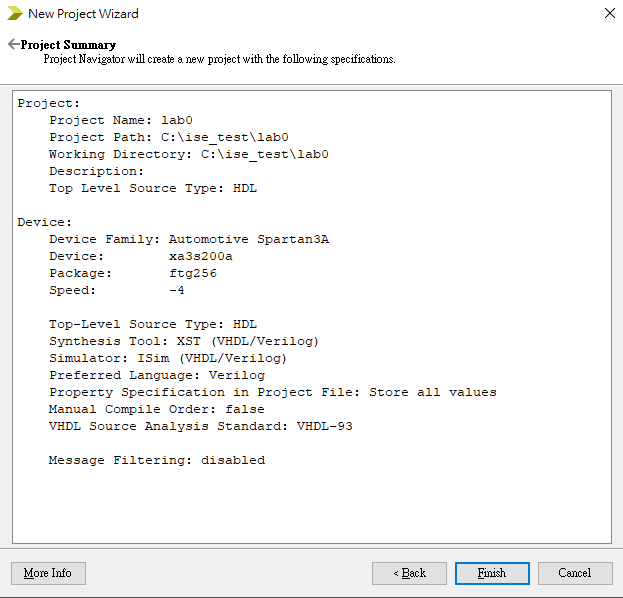 New Project Wizard
Project Summary
Project Navigator will create a new project with the following specifications.
Project:
Project Name: lab0
Project Path: C:\ise_test\lab0
Working Directory: C:\ise_test\lab0
Description:
Top Level Source Type: HDL
Device:
Device Family: Automotive Spartan3A
Device: xa3s200a
Package: ftg256
Speed: -4
Top-Level Source Type: HDL
Synthesis Tool: XST (VHDL/Verilog)
Simulator: ISim (VHDL/Verilog)
Preferred Language: Verilog
Property Specification in Project File: Store all values
Manual Compile Order: false
VHDL Source Analysis Standard: VHDL-93
Message Filtering: disabled
More Info < Back Finish Cancel